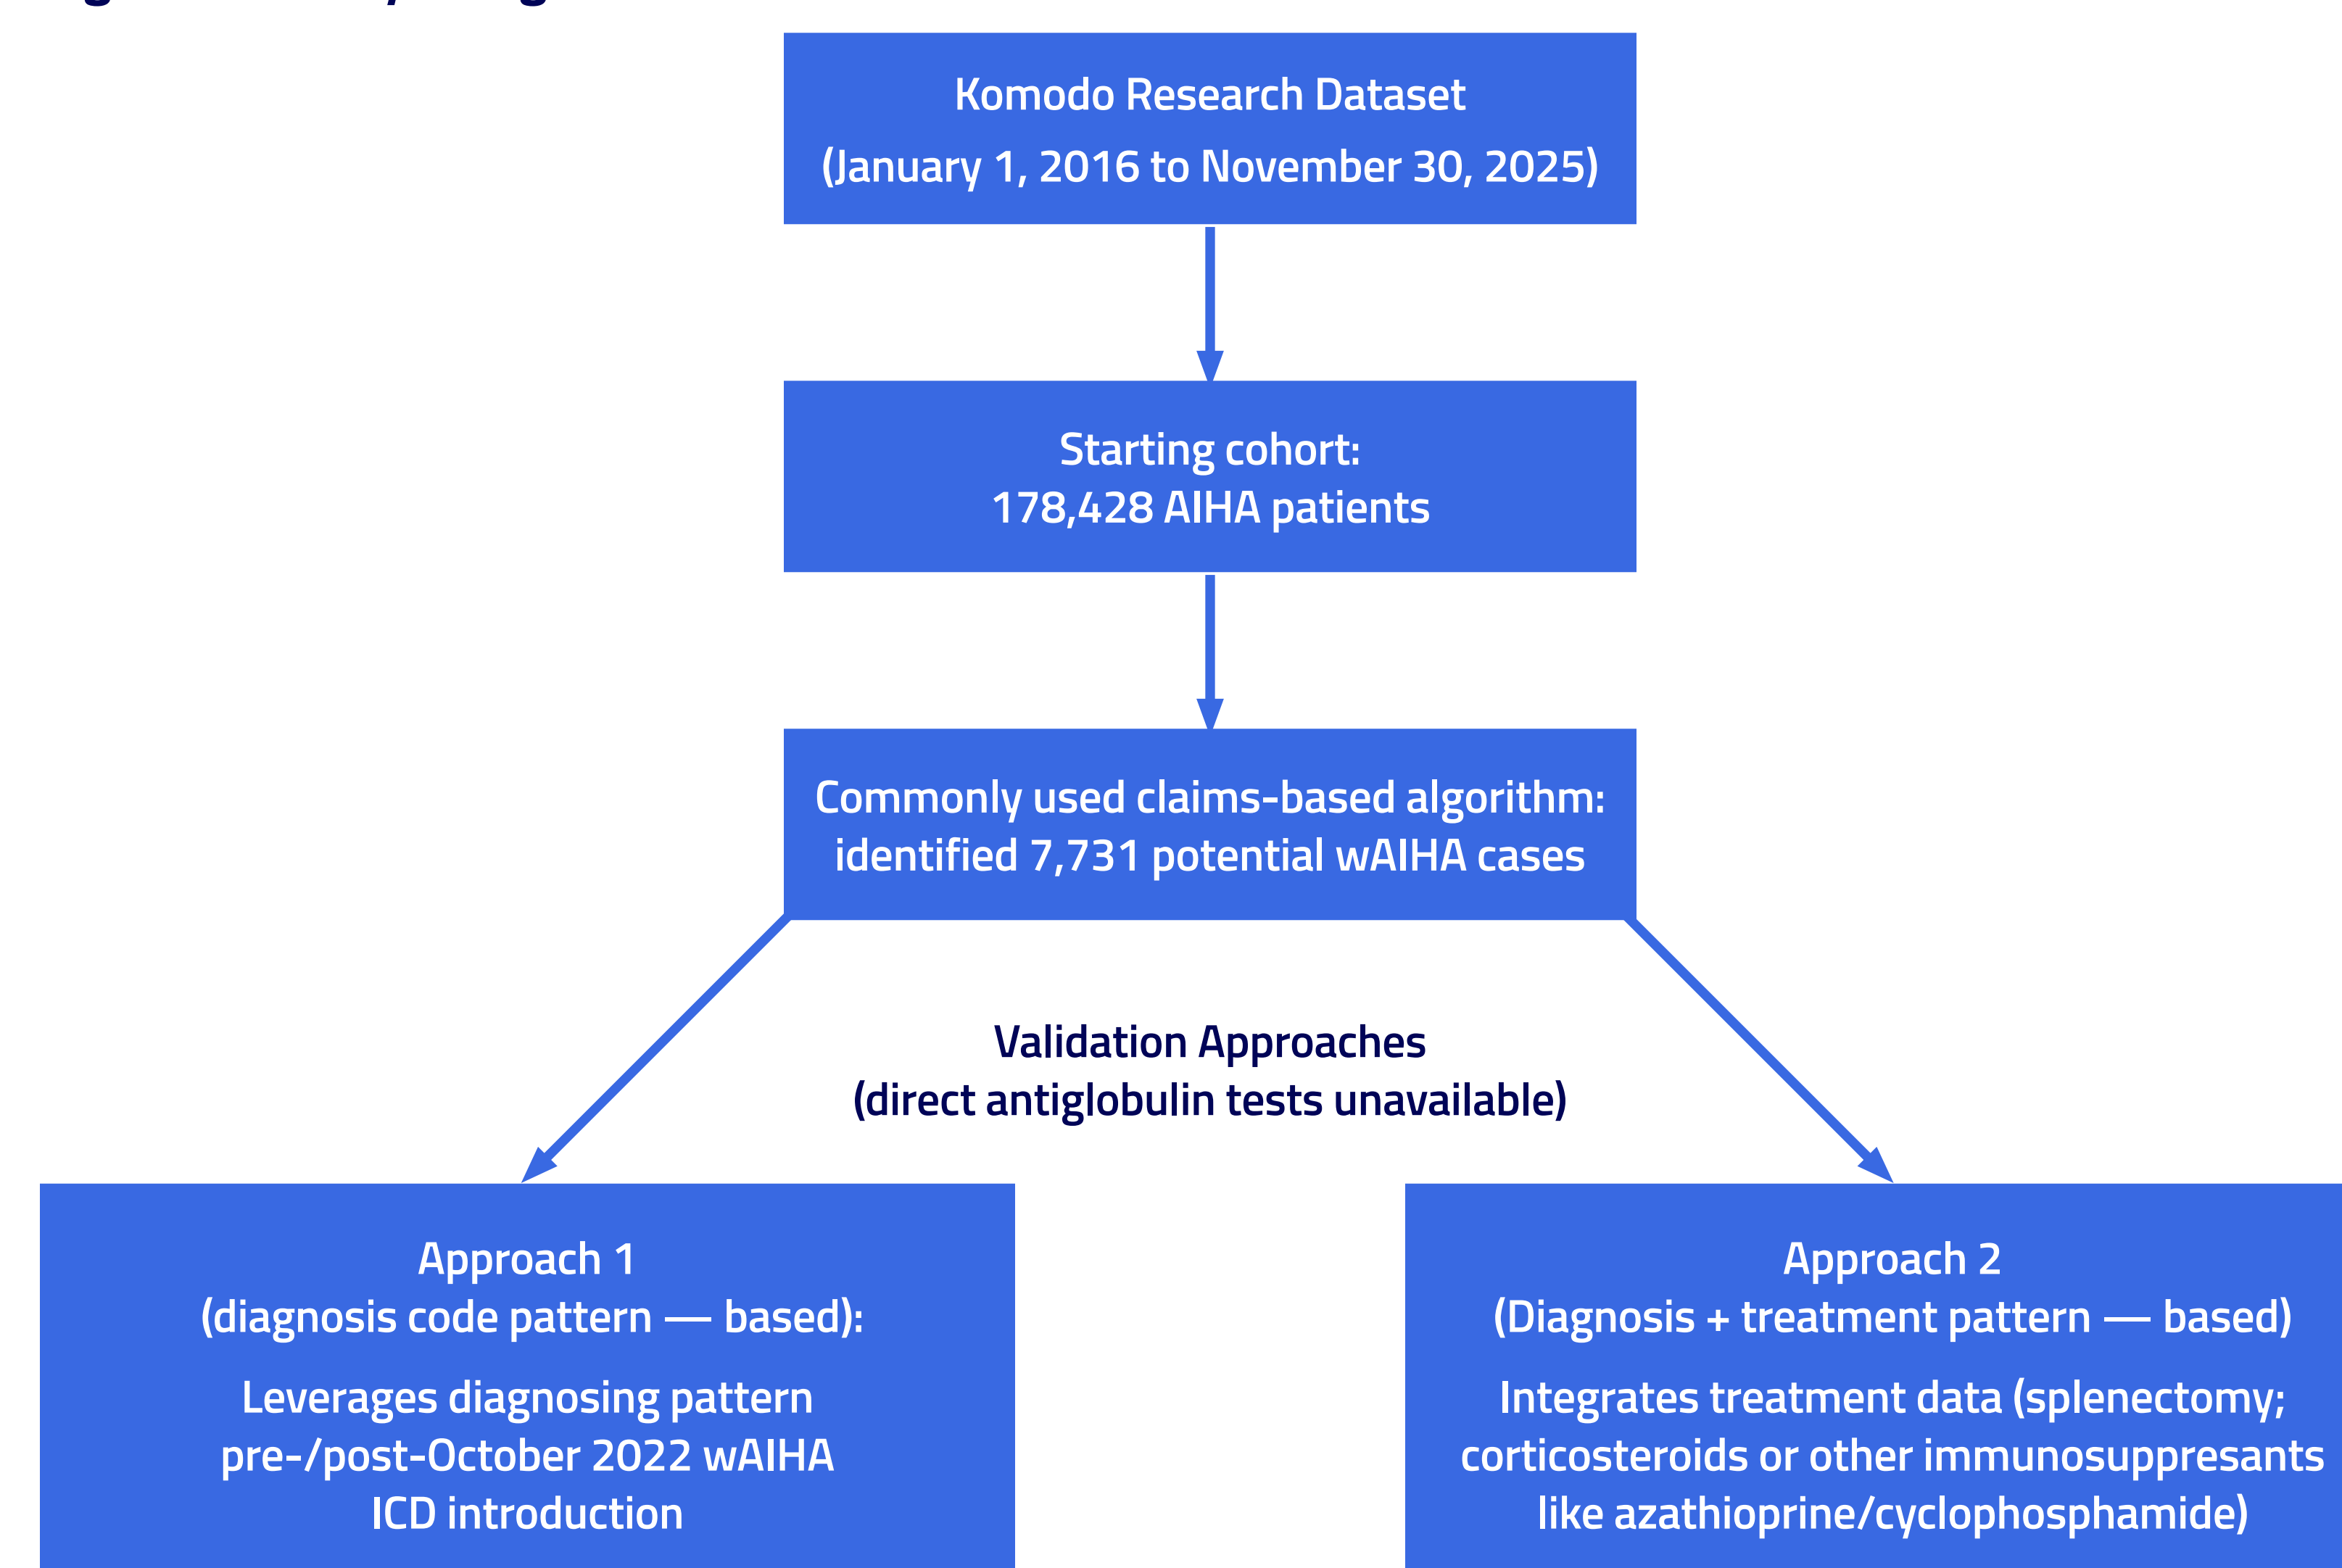 Komodo Research Dataset
(January 1, 2016 to November 30, 2025)
Starting cohort:
178,428 AIHA patients
Commonly used claims-based algorithm:
identified 7,731 potential wAIHA cases
Validation Approaches
(direct antiglobulin tests unavailable)
Approach 1
(diagnosis code pattern — based):
Leverages diagnosing pattern
pre-/post-October 2022 wAIHA
ICD introduction
Approach 2
(Diagnosis + treatment pattern — based)
Integrates treatment data (splenectomy;
corticosteroids or other immunosuppresants
like azathioprine/cyclophosphamide)